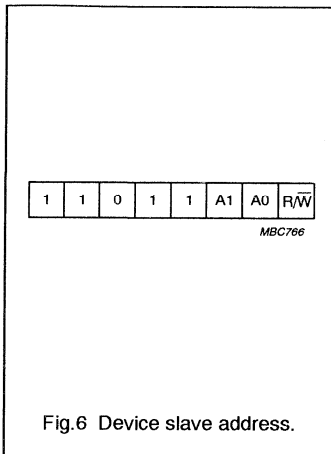 1 1 0 1 1 A1 A0 R/W̅
MBC766
Fig.6 Device slave address.